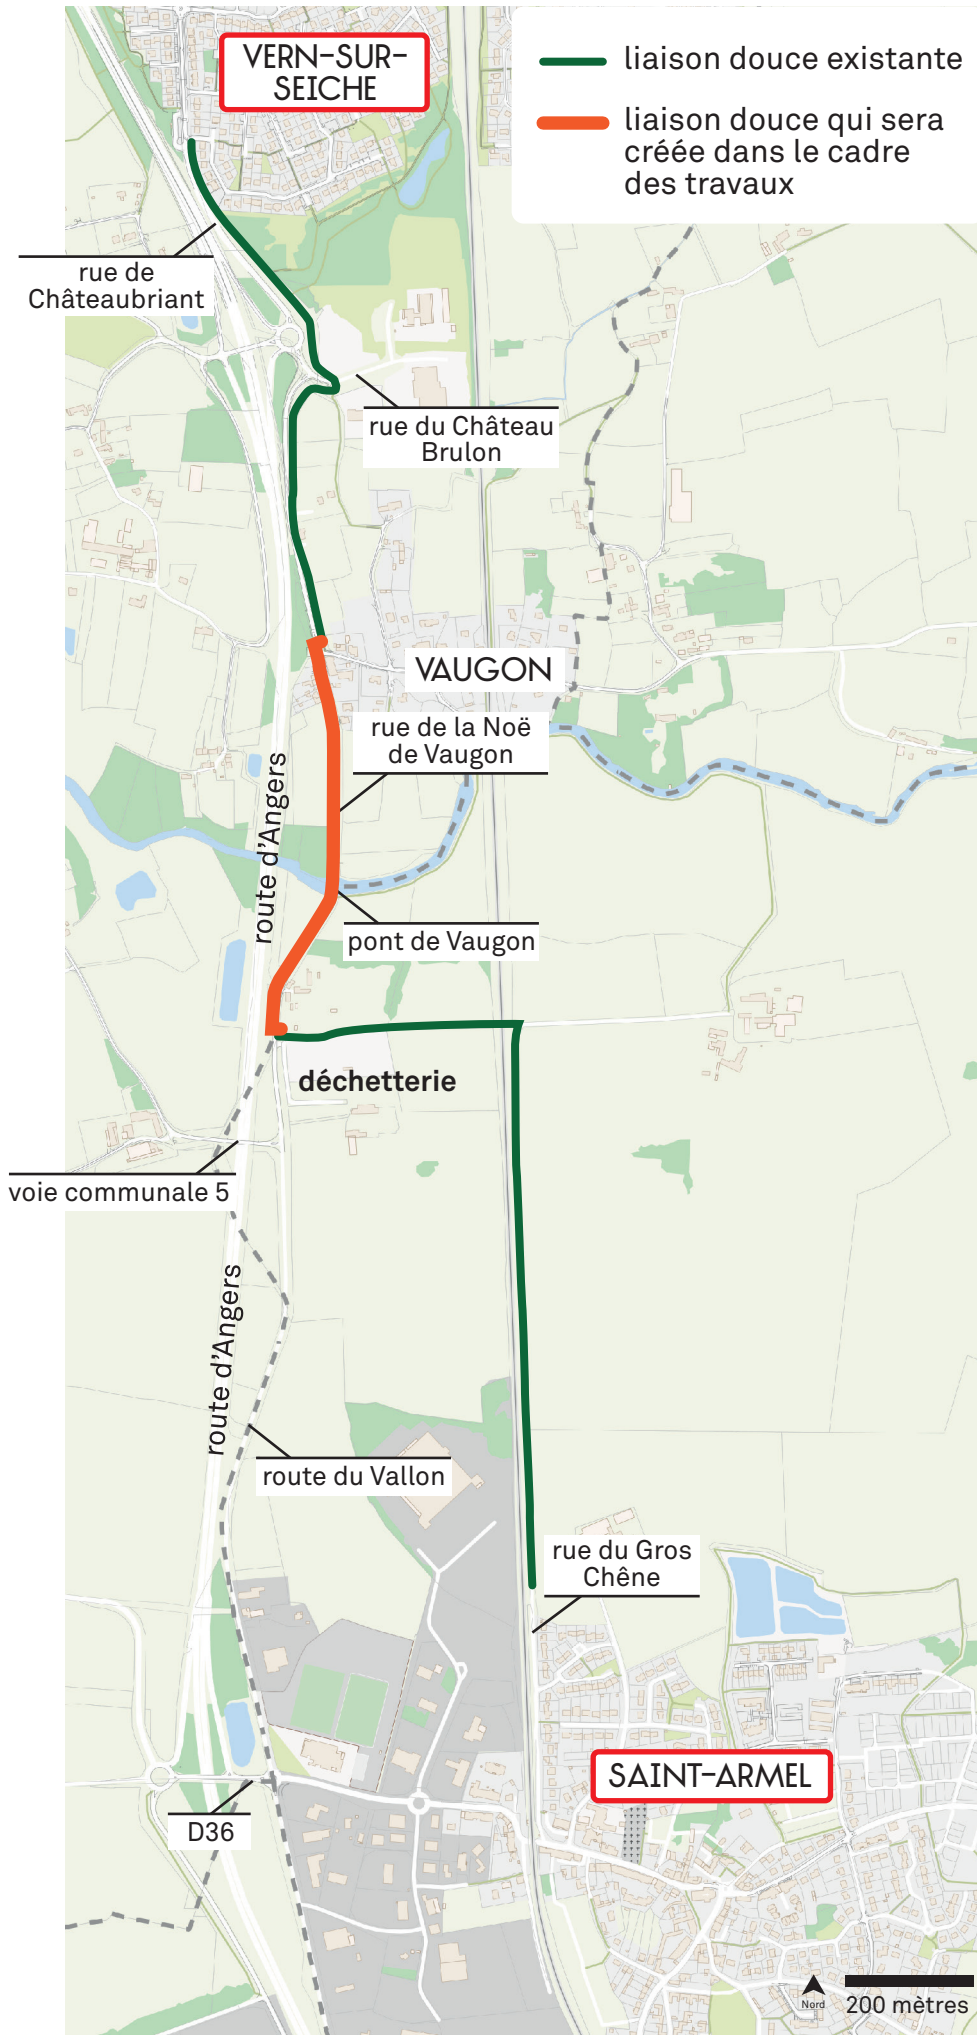 VERN-SUR-
SEICHE
liaison douce existante
liaison douce qui sera
créée dans le cadre
des travaux
rue de
Châteaubriant
rue du Château
Brulon
VAUGON
rue de la Noë
de Vaugon
route d'Angers
pont de Vaugon
déchetterie
voie communale 5
route d'Angers
route du Vallon
rue du Gros
Chêne
SAINT-ARMEL
D36
Nord
200 mètres